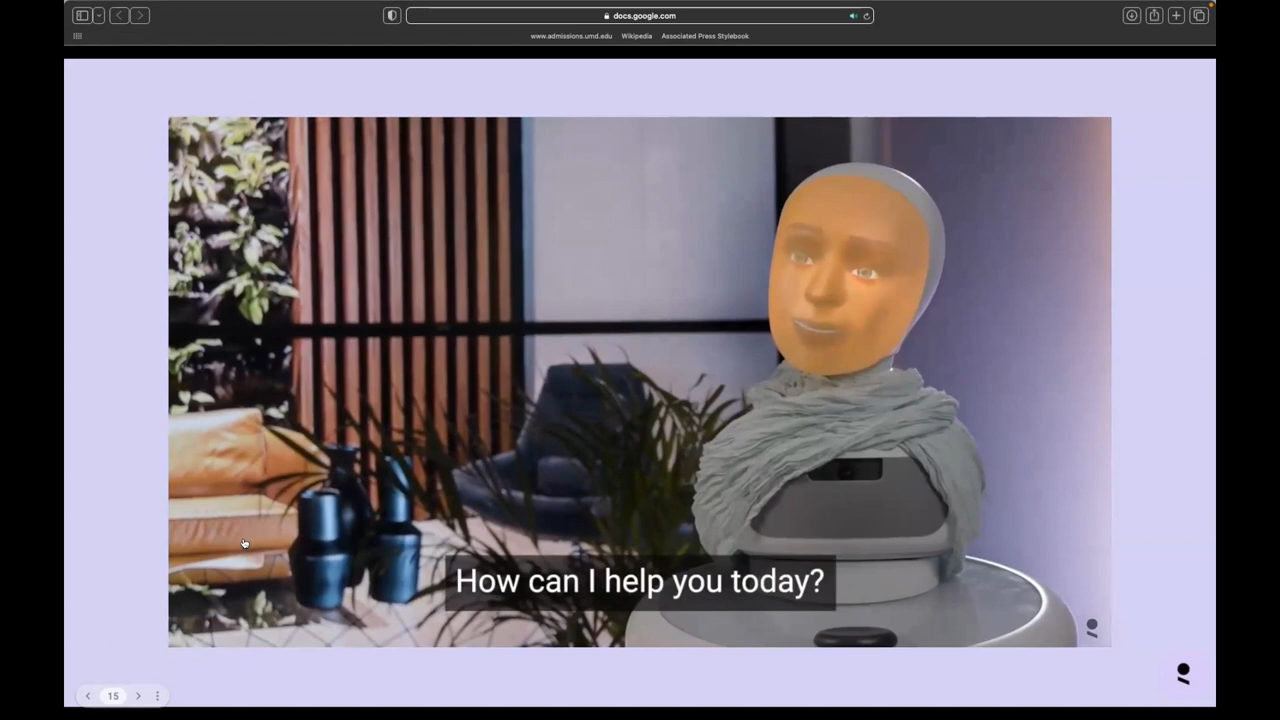 docs.google.com
www.admissions.umd.edu Wikipedia Associated Press Stylebook
How can I help you today?
15